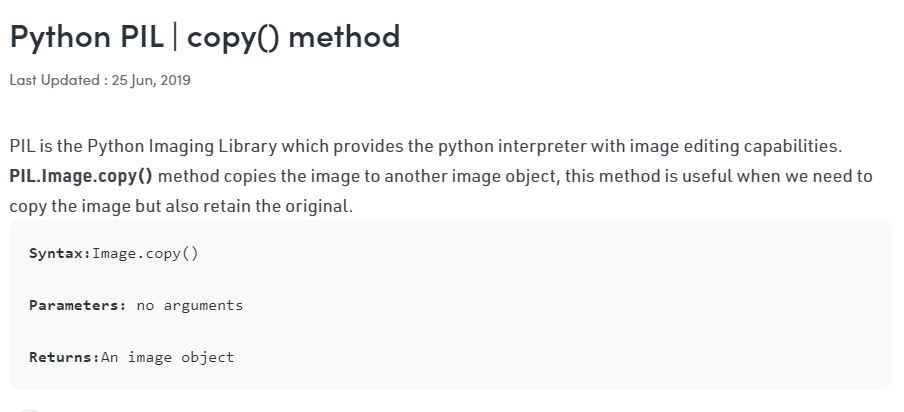 Python PIL | copy() method
Last Updated : 25 Jun, 2019
PIL is the Python Imaging Library which provides the python interpreter with image editing capabilities.
PIL.Image.copy() method copies the image to another image object, this method is useful when we need to
copy the image but also retain the original.
Syntax:Image.copy()
Parameters: no arguments
Returns:An image object